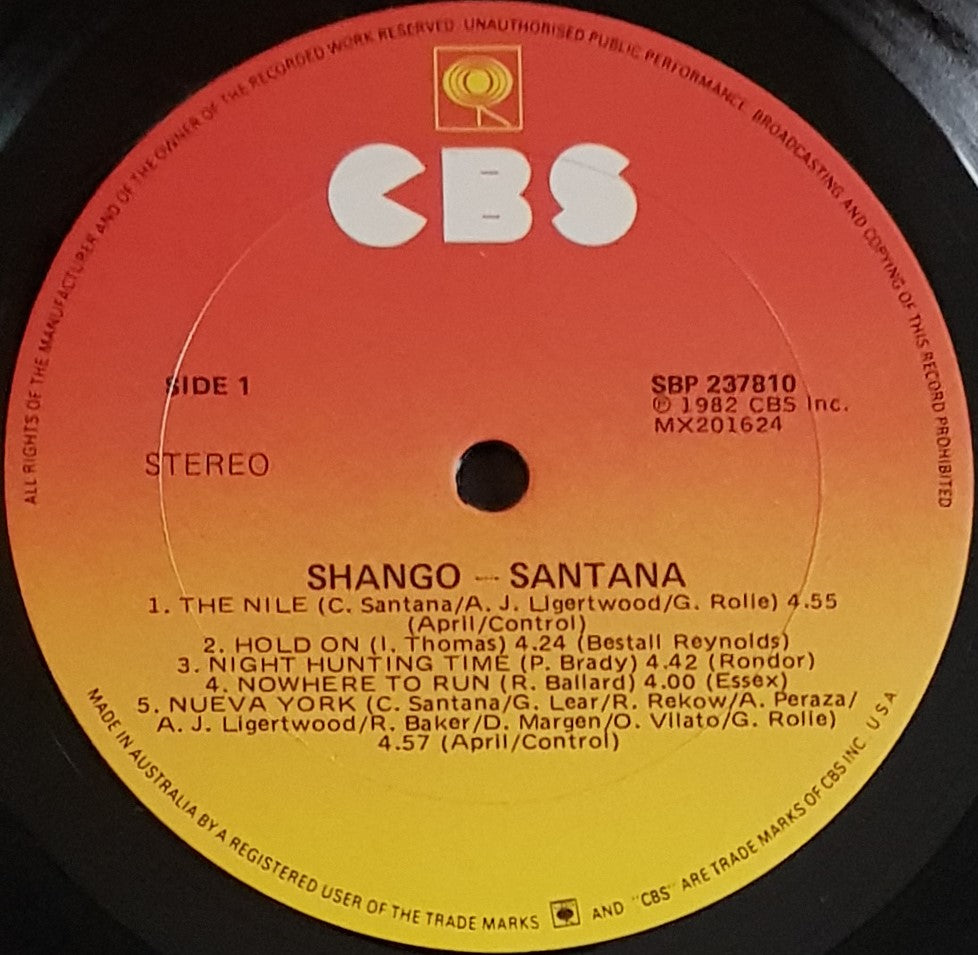 ALL RIGHTS OF THE MANUFACTURER AND OF THE OWNER OF THE RECORDED WORK RESERVED UNAUTHORISED PUBLIC PERFORMANCE BROADCASTING AND COPYING OF THIS RECORD PROHIBITED
CBS
SIDE 1
STEREO
SBP 237810
℗ 1982 CBS Inc.
MX201624
SHANGO - SANTANA
1. THE NILE (C. Santana/A. J. Ligertwood/G. Rolie) 4.55
(April/Control)
2. HOLD ON (I. Thomas) 4.24 (Bestall Reynolds)
3. NIGHT HUNTING TIME (P. Brady) 4.42 (Rondor)
4. NOWHERE TO RUN (R. Ballard) 4.00 (Essex)
5. NUEVA YORK (C. Santana/G. Lear/R. Rekow/A. Peraza/
A. J. Ligertwood/R. Baker/D. Margen/O. Vilato/G. Rolie)
4.57 (April/Control)
MADE IN AUSTRALIA BY A REGISTERED USER OF THE TRADE MARKS AND "CBS" ARE TRADE MARKS OF CBS INC U S A